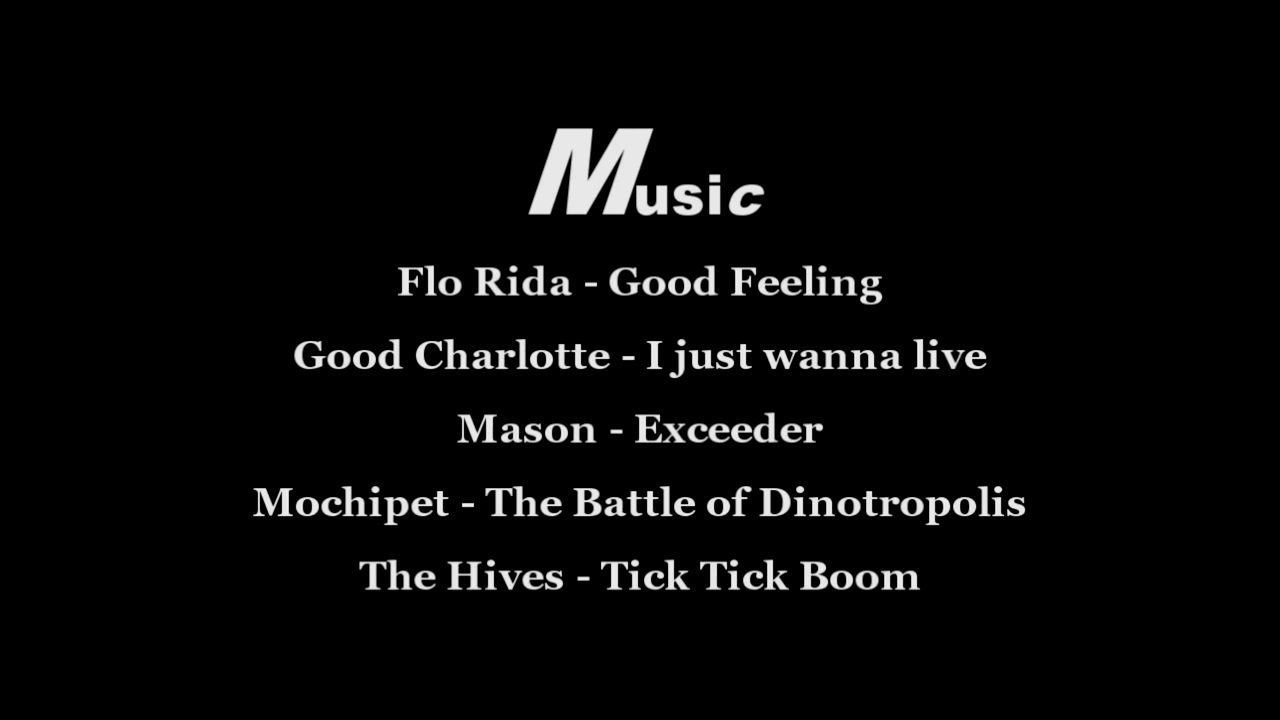 Music
Flo Rida - Good Feeling
Good Charlotte - I just wanna live
Mason - Exceeder
Mochipet - The Battle of Dinotropolis
The Hives - Tick Tick Boom